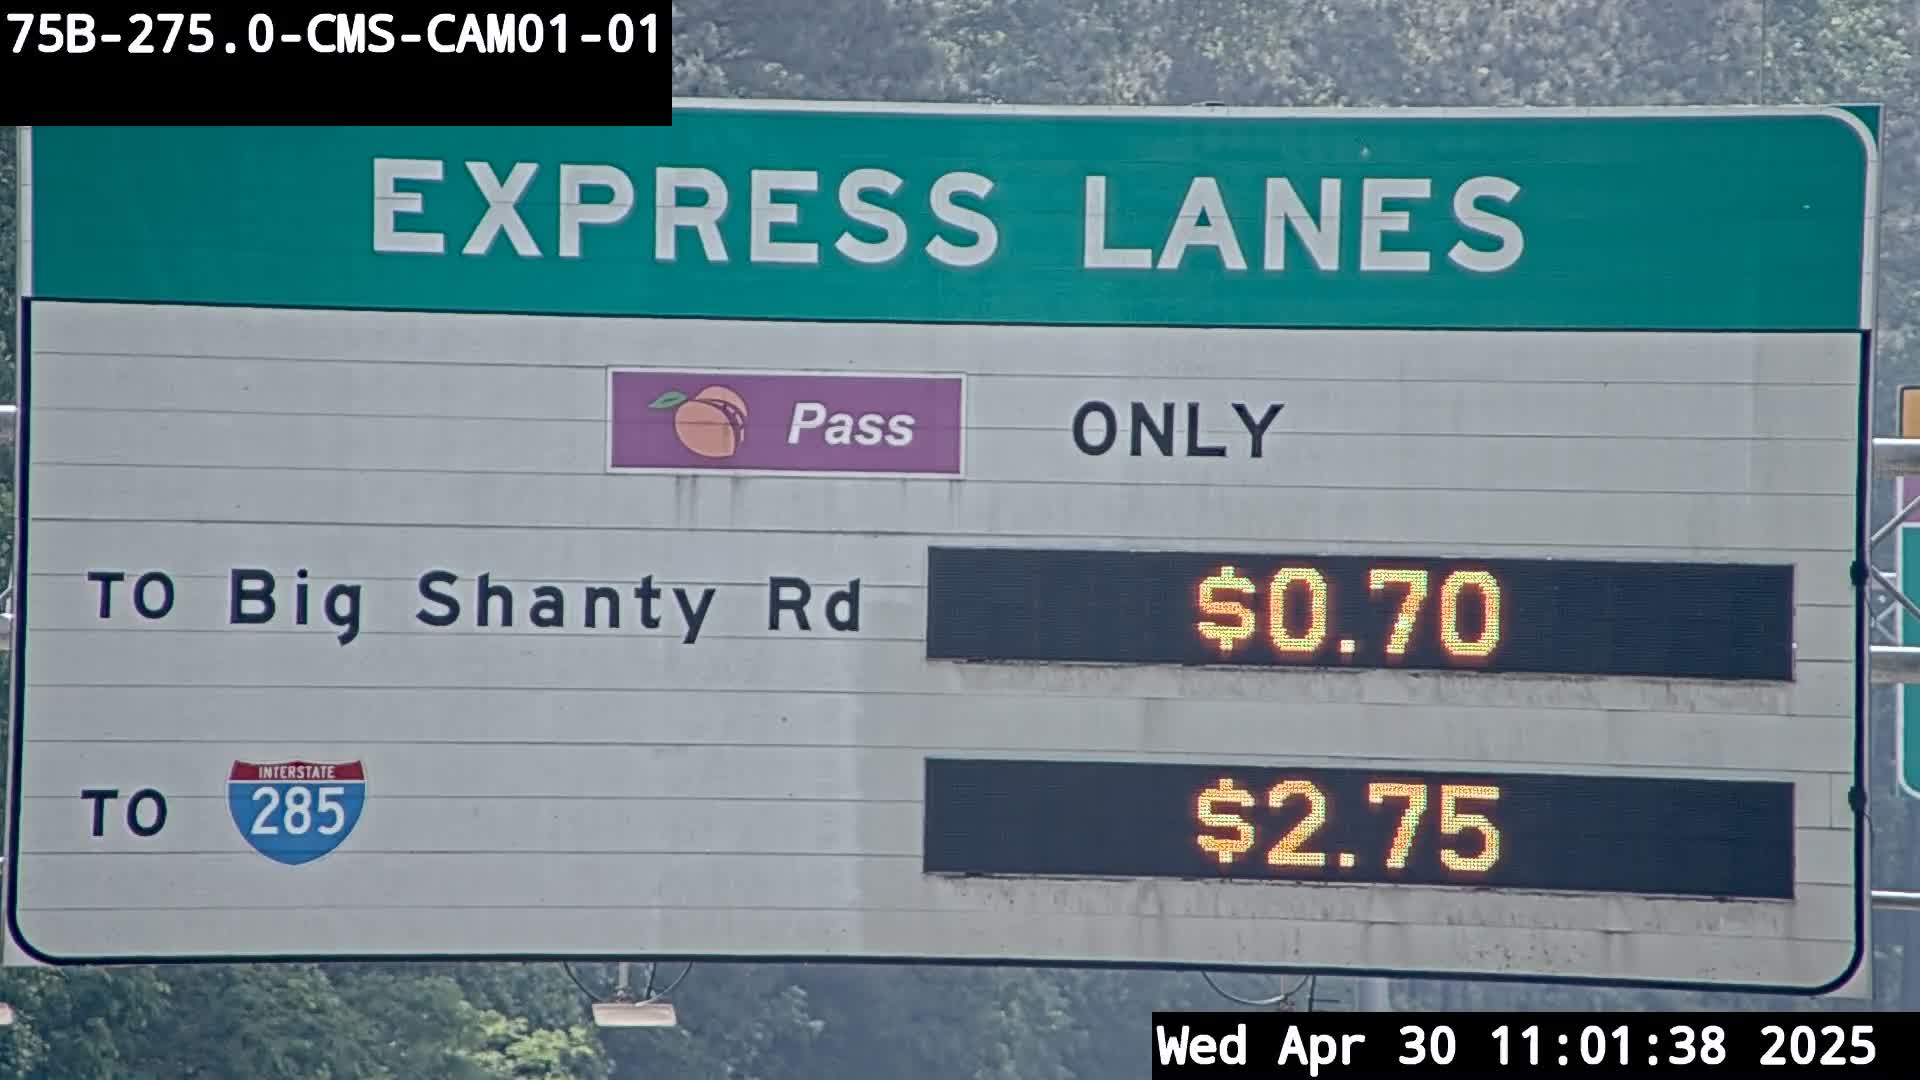 75B-275.0-CMS-CAM01-01
EXPRESS LANES
Pass ONLY
TO Big Shanty Rd $0.70
INTERSTATE
TO 285 $2.75
Wed Apr 30 11:01:38 2025